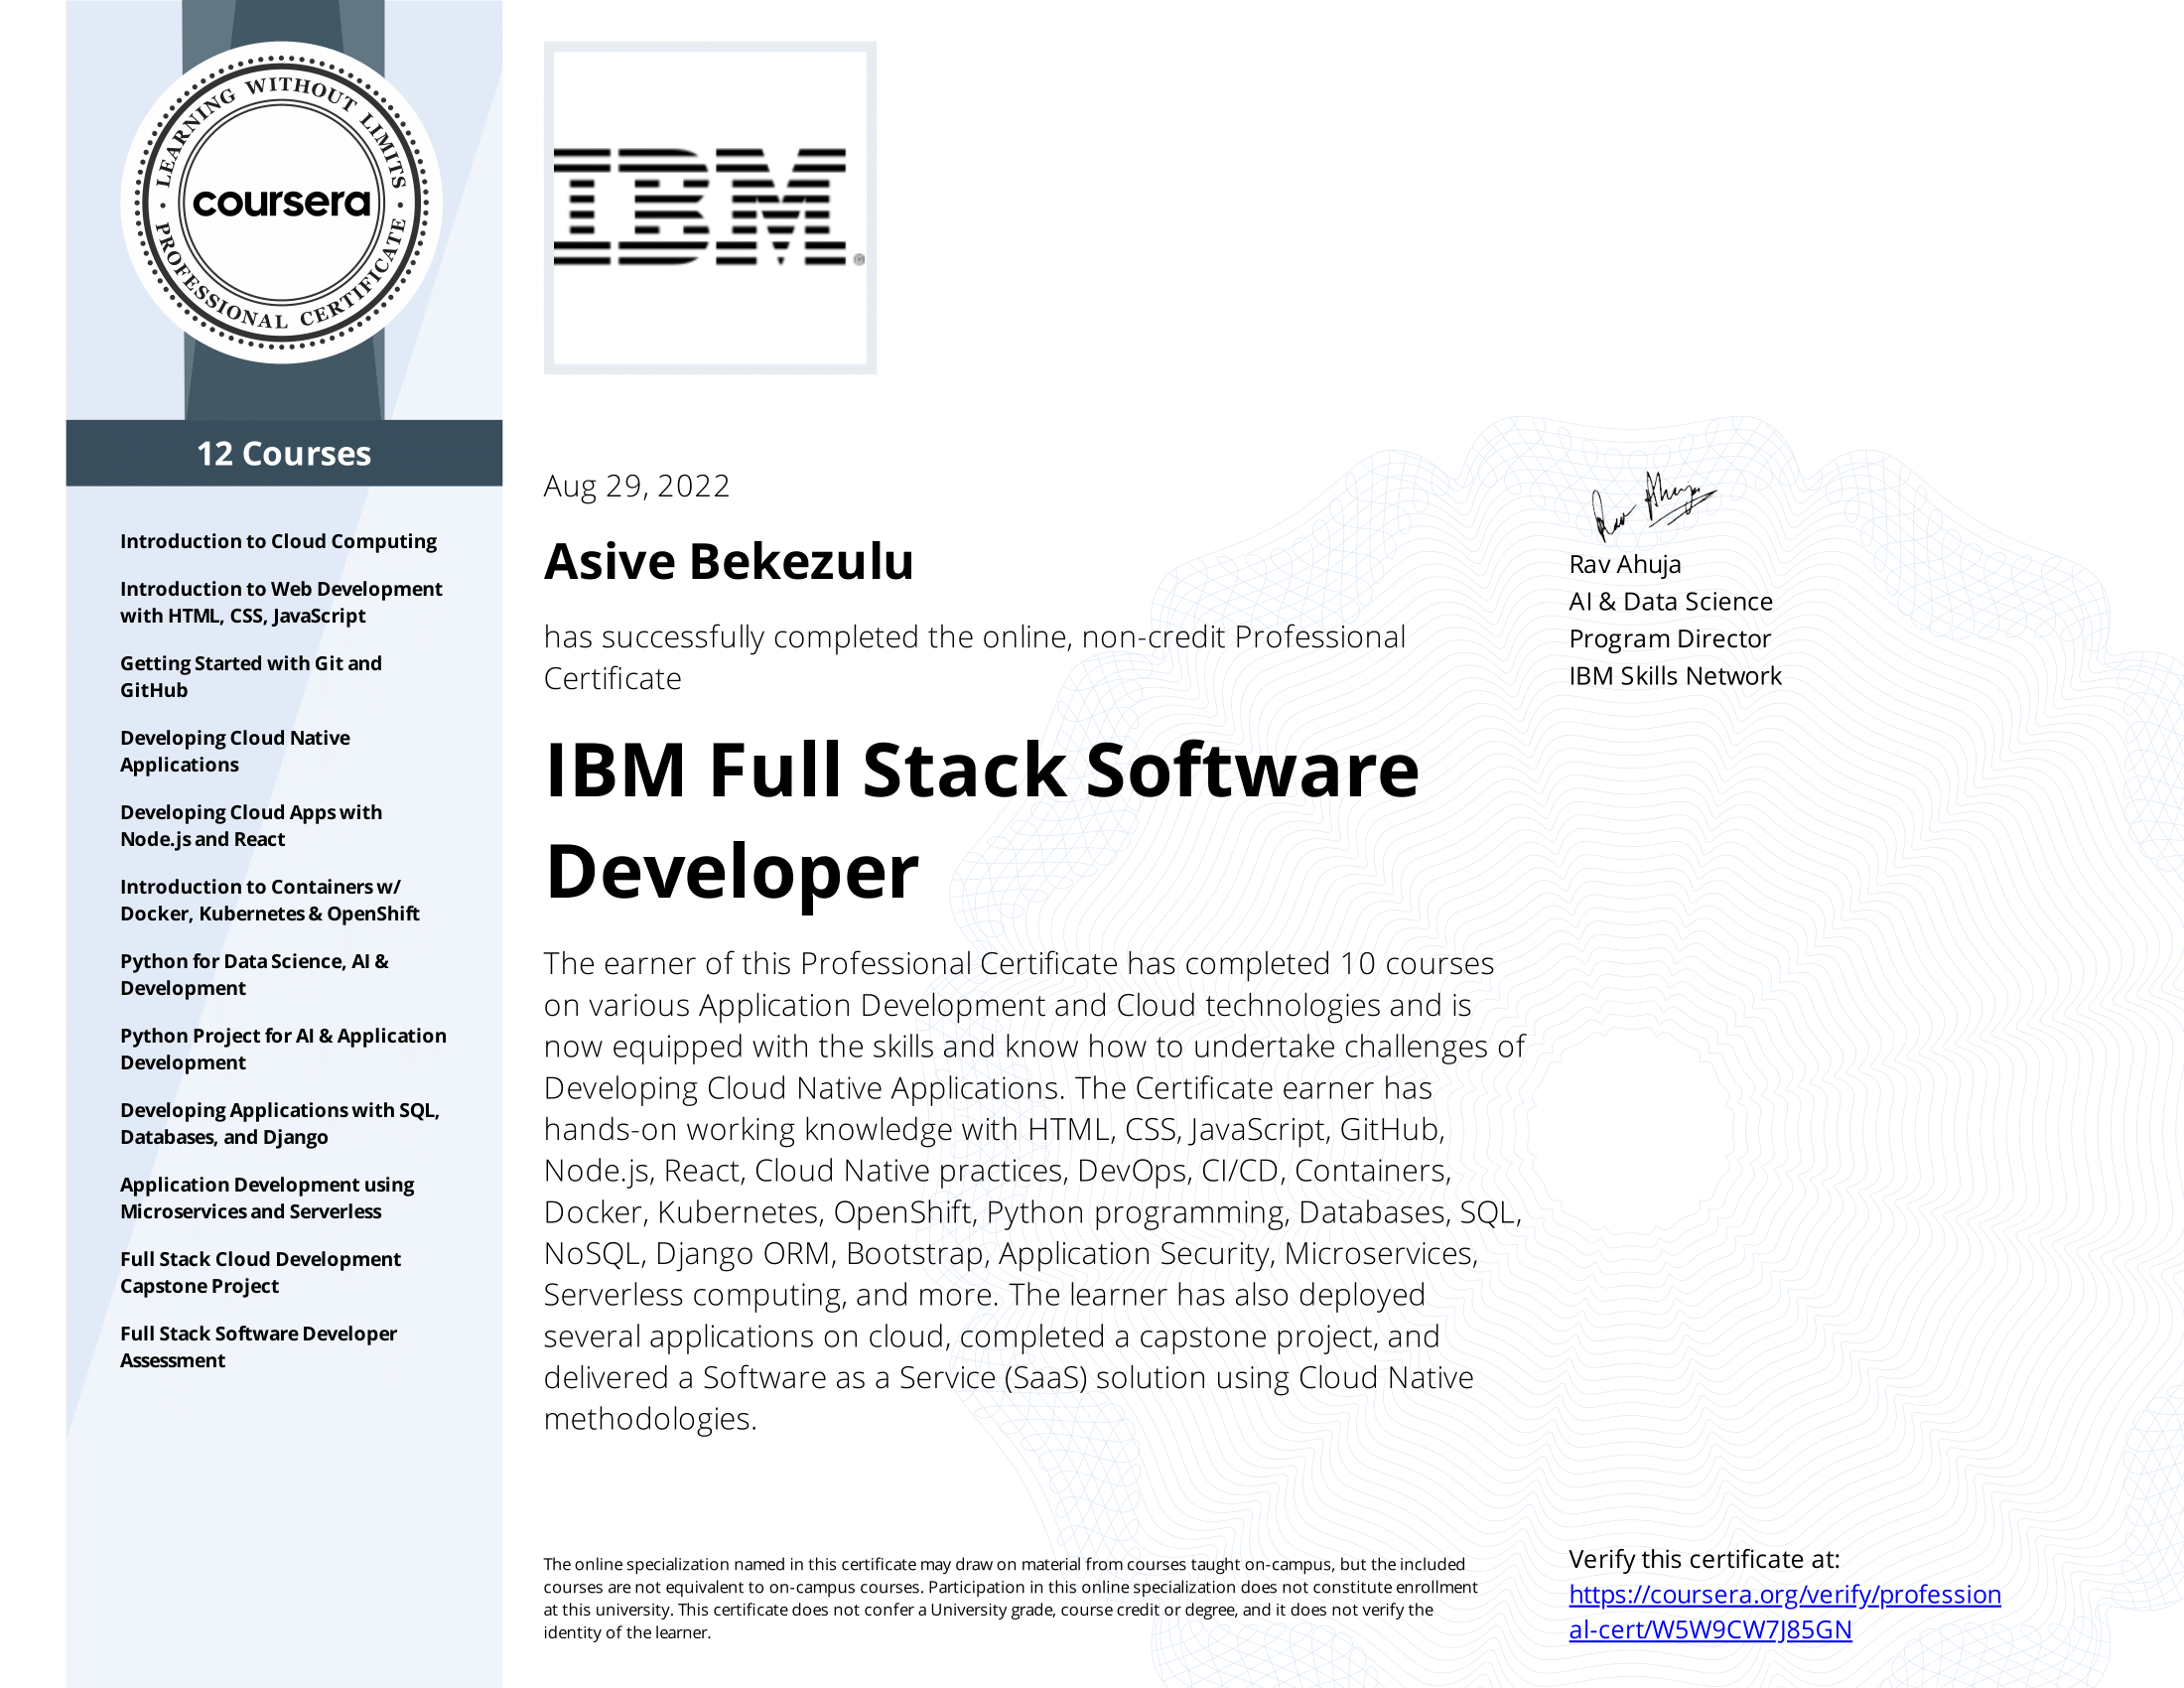 LEARNING WITHOUT LIMITS
coursera
PROFESSIONAL CERTIFICATE
12 Courses
Introduction to Cloud Computing
Introduction to Web Development
with HTML, CSS, JavaScript
Getting Started with Git and
GitHub
Developing Cloud Native
Applications
Developing Cloud Apps with
Node.js and React
Introduction to Containers w/
Docker, Kubernetes & OpenShift
Python for Data Science, AI &
Development
Python Project for AI & Application
Development
Developing Applications with SQL,
Databases, and Django
Application Development using
Microservices and Serverless
Full Stack Cloud Development
Capstone Project
Full Stack Software Developer
Assessment
IBM®
Aug 29, 2022
Asive Bekezulu
has successfully completed the online, non-credit Professional
Certificate
IBM Full Stack Software
Developer
The earner of this Professional Certificate has completed 10 courses
on various Application Development and Cloud technologies and is
now equipped with the skills and know how to undertake challenges of
Developing Cloud Native Applications. The Certificate earner has
hands-on working knowledge with HTML, CSS, JavaScript, GitHub,
Node.js, React, Cloud Native practices, DevOps, CI/CD, Containers,
Docker, Kubernetes, OpenShift, Python programming, Databases, SQL,
NoSQL, Django ORM, Bootstrap, Application Security, Microservices,
Serverless computing, and more. The learner has also deployed
several applications on cloud, completed a capstone project, and
delivered a Software as a Service (SaaS) solution using Cloud Native
methodologies.
The online specialization named in this certificate may draw on material from courses taught on-campus, but the included
courses are not equivalent to on-campus courses. Participation in this online specialization does not constitute enrollment
at this university. This certificate does not confer a University grade, course credit or degree, and it does not verify the
identity of the learner.
Rav Ahuja
Rav Ahuja
AI & Data Science
Program Director
IBM Skills Network
Verify this certificate at:
https://coursera.org/verify/profession
al-cert/W5W9CW7J85GN